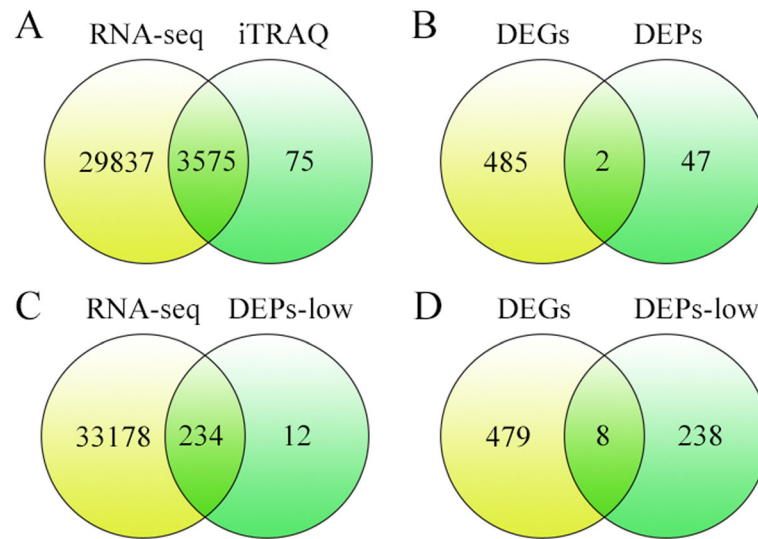 A RNA-seq iTRAQ
29837 3575 75
B DEGs DEPs
485 2 47
C RNA-seq DEPs-low
33178 234 12
D DEGs DEPs-low
479 8 238